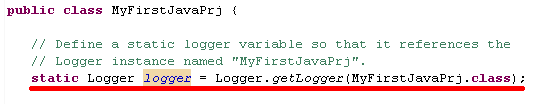 public class MyFirstJavaPrj {
// Define a static logger variable so that it references the
// Logger instance named "MyFirstJavaPrj".
static Logger logger = Logger.getLogger(MyFirstJavaPrj.class);